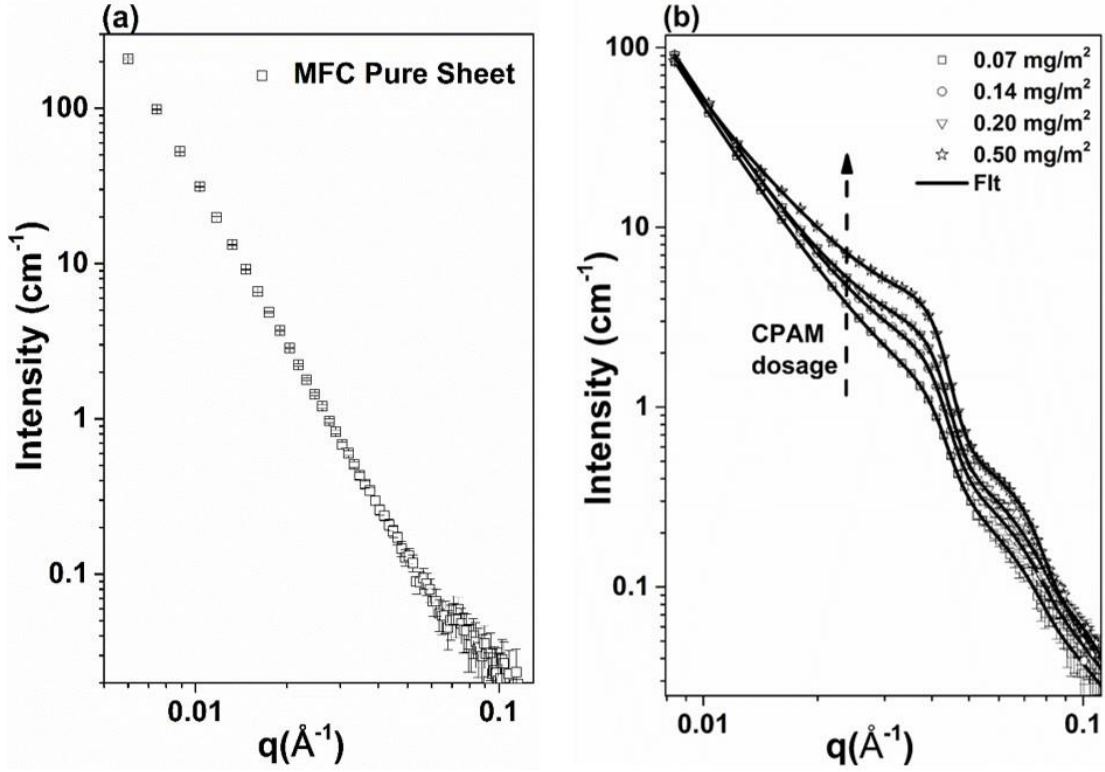 (a)
MFC Pure Sheet
100
10
1
0.1
Intensity (cm⁻¹)
0.01
0.1
q(Å⁻¹)
(b)
0.07 mg/m²
0.14 mg/m²
0.20 mg/m²
0.50 mg/m²
FIt
CPAM
dosage
100
10
1
0.1
Intensity (cm⁻¹)
0.01
0.1
q(Å⁻¹)